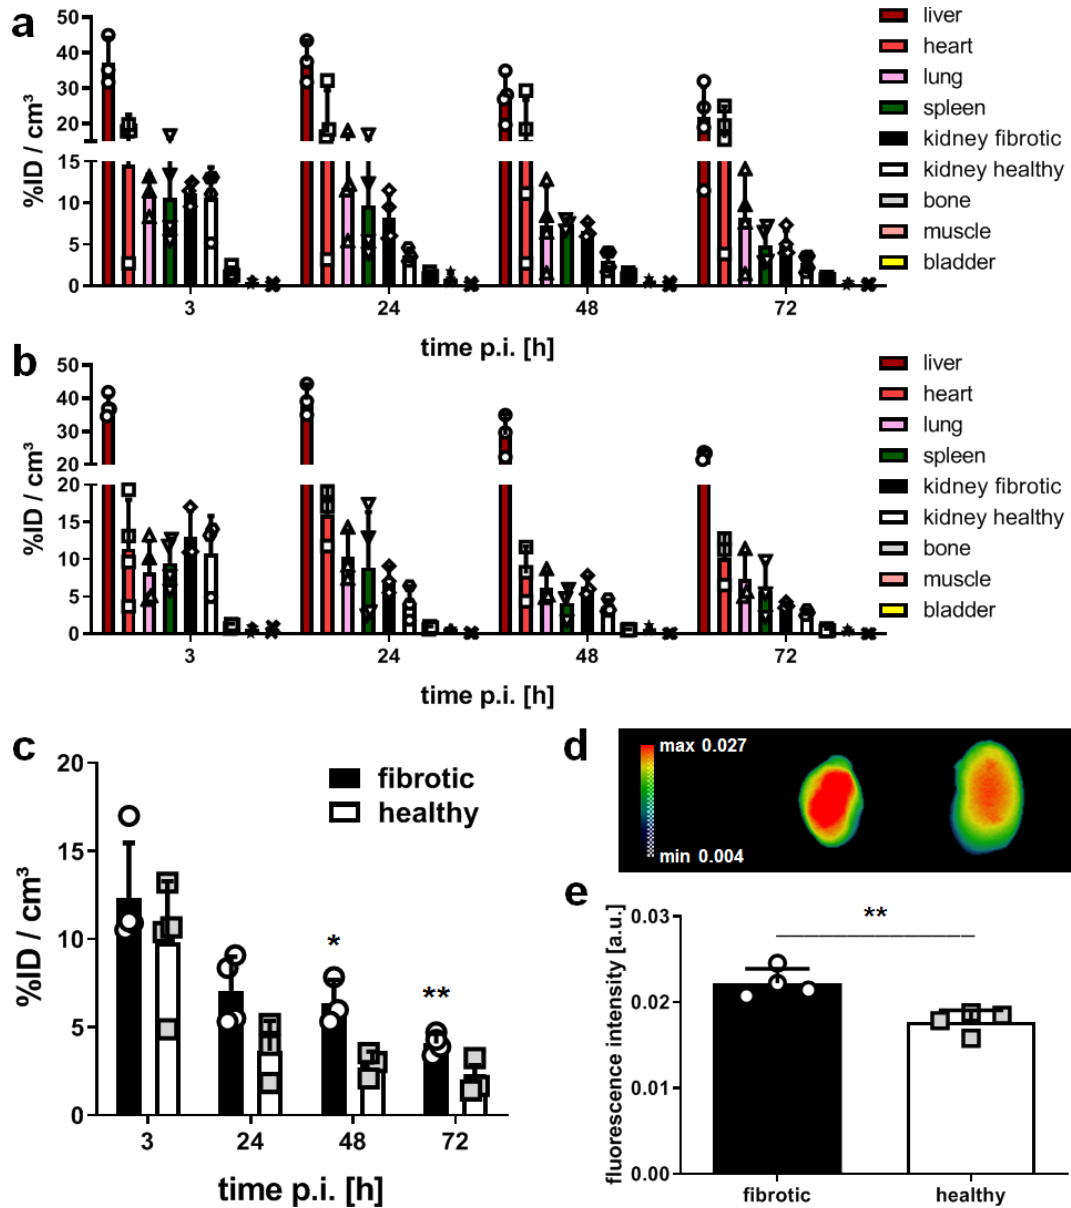 a
50
40
30
20
15
10
5
0
%ID / cm³
3
24
48
72
time p.i. [h]
liver
heart
lung
spleen
kidney fibrotic
kidney healthy
bone
muscle
bladder
b
50
40
30
20
20
15
10
5
0
%ID / cm³
3
24
48
72
time p.i. [h]
liver
heart
lung
spleen
kidney fibrotic
kidney healthy
bone
muscle
bladder
c
20
15
10
5
0
%ID / cm³
fibrotic
healthy
*
**
3
24
48
72
time p.i. [h]
d
max 0.027
min 0.004
e
0.03
0.02
0.01
0.00
fluorescence intensity [a.u.]
**
fibrotic
healthy